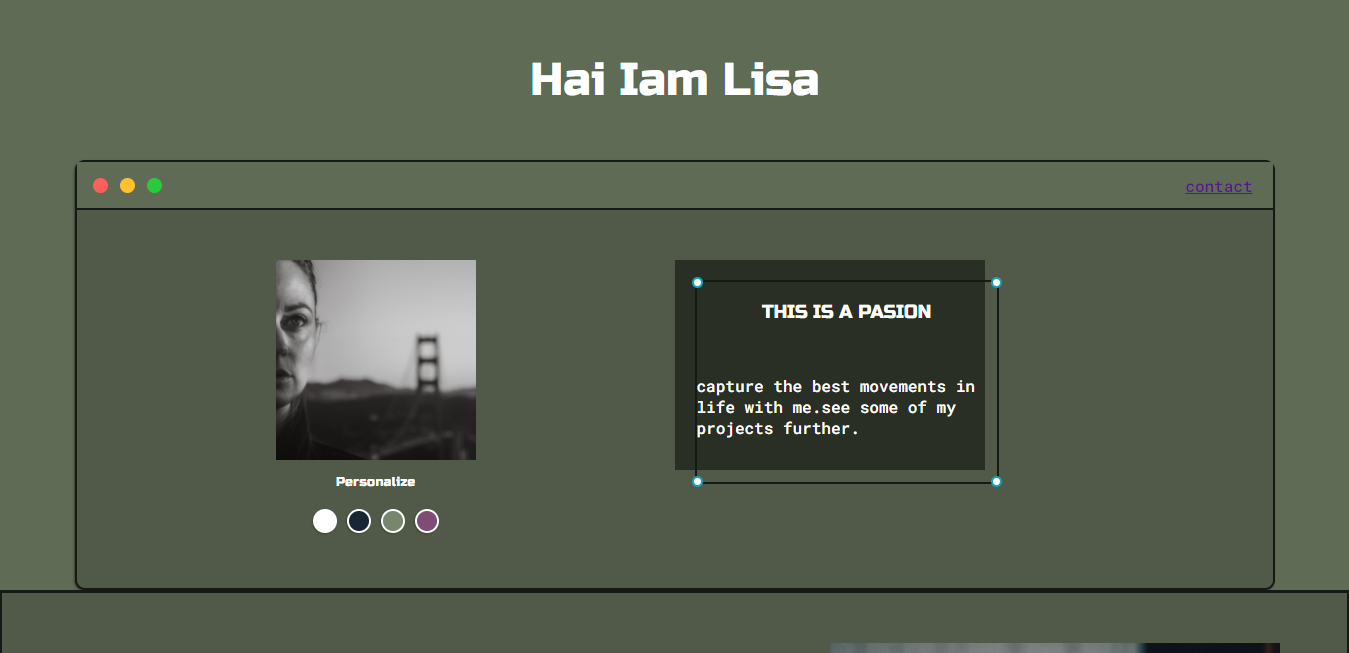 Hai Iam Lisa
contact
THIS IS A PASION
capture the best movements in
life with me.see some of my
projects further.
Personalize